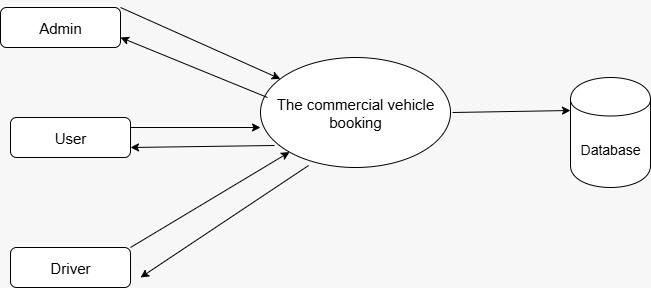 Admin
The commercial vehicle
booking
User
Database
Driver